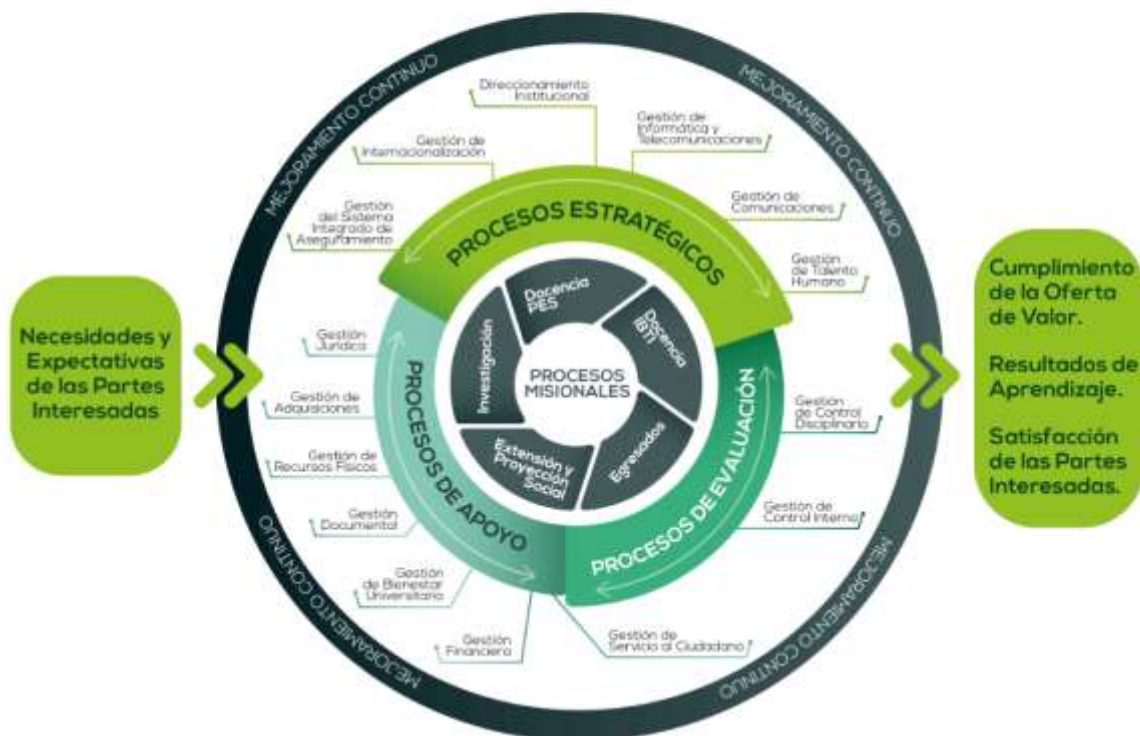 MEJORAMIENTO CONTINUO
MEJORAMIENTO CONTINUO
Direccionamiento
Institucional
Gestión de
Informática y
Telecomunicaciones
Gestión de
Internacionalización
Gestión de
Comunicaciones
Gestión
del Sistema
Integrado de
Aseguramiento
Gestión
de Talento
Humano
PROCESOS ESTRATÉGICOS
Necesidades y
Expectativas
de las Partes
Interesadas
Docencia
PES
Docencia
IBTI
Investigación
PROCESOS
MISIONALES
Egresados
Extensión y
Proyección
Social
Gestión
Jurídica
Gestión de
Adquisiciones
Gestión de
Recursos Físicos
Gestión
Documental
Gestión
de Bienestar
Universitario
Gestión
Financiera
Gestión de
Servicio al Ciudadano
PROCESOS DE APOYO
PROCESOS DE EVALUACIÓN
Gestión
de Control
Disciplinario
Gestión de
Control Interno
Cumplimiento
de la Oferta
de Valor.
Resultados de
Aprendizaje.
Satisfacción
de las Partes
Interesadas.
MEJORAMIENTO CONTINUO
MEJORAMIENTO CONTINUO